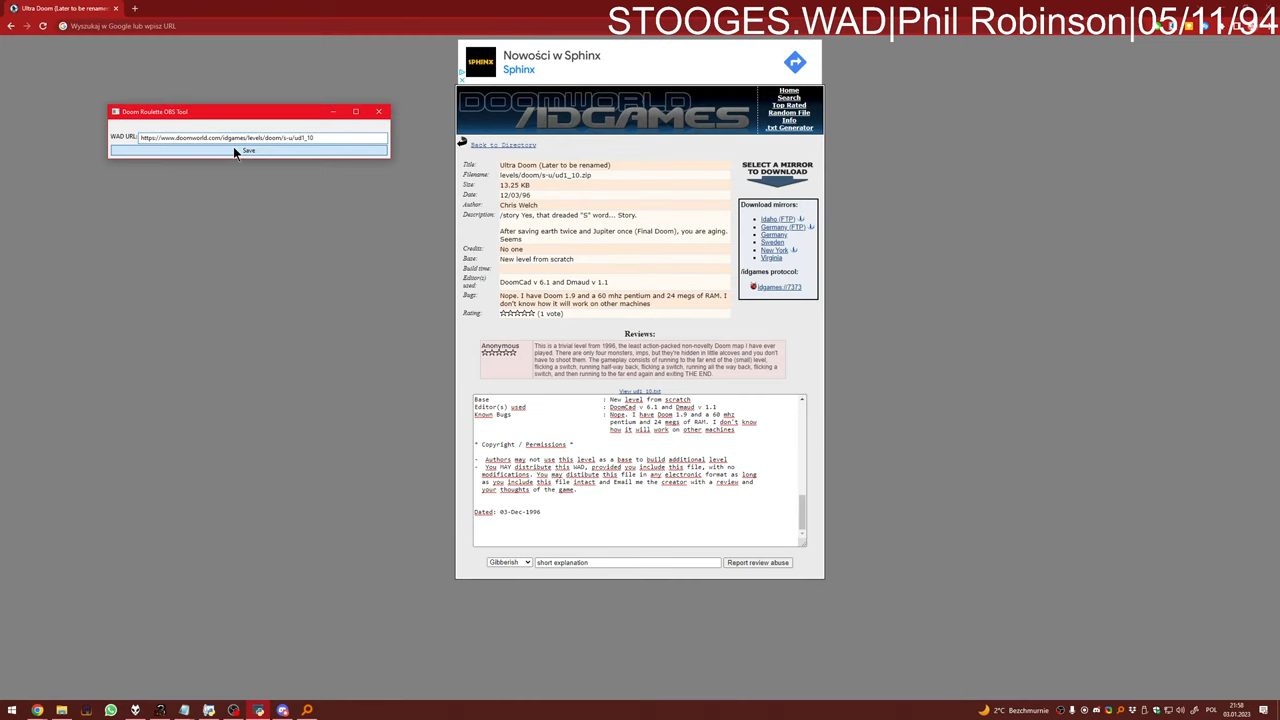 Ultra Doom (Later to be rename
STOOGES.WAD|Phil Robinson|05/11/94
Wyszukaj w Google lub wpisz URL
SPHINX
Nowości w Sphinx
Sphinx
DOOMWORLD
/IDGAMES
Home
Search
Top Rated
Random File
Info
.txt Generator
Doom Roulette OBS Tool
WAD URL: https://www.doomworld.com/idgames/levels/doom/s-u/ud1_10
Save
Back to Directory
Title: Ultra Doom (Later to be renamed)
Filename: levels/doom/s-u/ud1_10.zip
Size: 13.25 KB
Date: 12/03/96
Author: Chris Welch
Description: /story Yes, that dreaded "S" word... Story.
After saving earth twice and Jupiter once (Final Doom), you are aging.
Seems
Credits: No one
Base: New level from scratch
Build time:
Editor(s)
used: DoomCad v 6.1 and Dmaud v 1.1
Bugs: Nope. I have Doom 1.9 and a 60 mhz pentium and 24 megs of RAM. I
don't know how it will work on other machines
Rating: (1 vote)
SELECT A MIRROR
TO DOWNLOAD
Download mirrors:
Idaho (FTP)
Germany (FTP)
Germany
Sweden
New York
Virginia
/idgames protocol:
idgames://7373
Reviews:
Anonymous
This is a trivial level from 1996, the least action-packed non-novelty Doom map I have ever
played. There are only four monsters, imps, but they're hidden in little alcoves and you don't
have to shoot them. The gameplay consists of running to the far end of the (small) level,
flicking a switch, running half-way back, flicking a switch, running all the way back, flicking a
switch, and then running to the far end again and exiting THE END.
View ud1_10.txt
Base : New level from scratch
Editor(s) used : DoomCad v 6.1 and Dmaud v 1.1
Known Bugs : Nope. I have Doom 1.9 and a 60 mhz
pentium and 24 megs of RAM. I don't know
how it will work on other machines
* Copyright / Permissions *
- Authors may not use this level as a base to build additional level
- You MAY distribute this WAD, provided you include this file, with no
modifications. You may distibute this file in any electronic format as long
as you include this file intact and Email me the creator with a review and
your thoughts of the game.
Dated: 03-Dec-1996
Gibberish short explanation Report review abuse
2°C Bezchmurnie
POL
21:58
03.01.2023